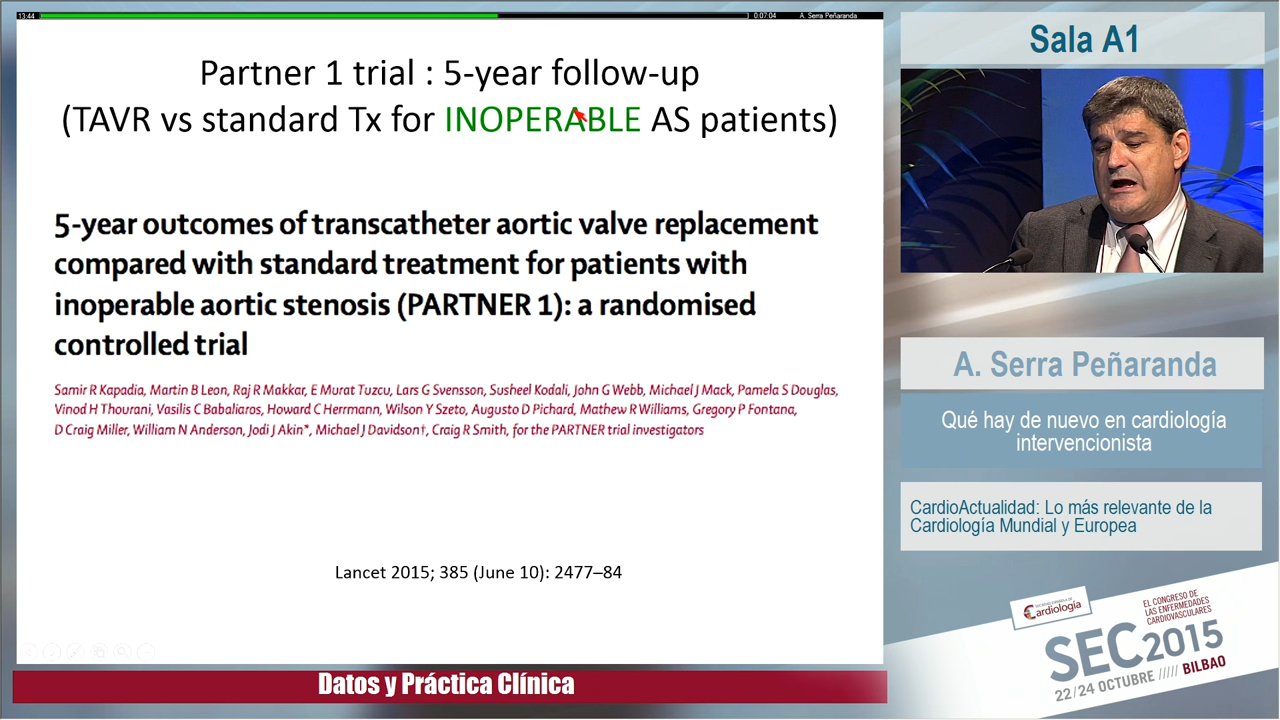 13:44
0:07:04
A. Serra Peñaranda
Partner 1 trial : 5-year follow-up
(TAVR vs standard Tx for INOPERABLE AS patients)
5-year outcomes of transcatheter aortic valve replacement
compared with standard treatment for patients with
inoperable aortic stenosis (PARTNER 1): a randomised
controlled trial
Samir R Kapadia, Martin B Leon, Raj R Makkar, E Murat Tuzcu, Lars G Svensson, Susheel Kodali, John G Webb, Michael J Mack, Pamela S Douglas,
Vinod H Thourani, Vasilis C Babaliaros, Howard C Herrmann, Wilson Y Szeto, Augusto D Pichard, Mathew R Williams, Gregory P Fontana,
D Craig Miller, William N Anderson, Jodi J Akin*, Michael J Davidson†, Craig R Smith, for the PARTNER trial investigators
Lancet 2015; 385 (June 10): 2477–84
Datos y Práctica Clínica
Sala A1
A. Serra Peñaranda
Qué hay de nuevo en cardiología
intervencionista
CardioActualidad: Lo más relevante de la
Cardiología Mundial y Europea
SOCIEDAD ESPAÑOLA DE
Cardiología
EL CONGRESO DE
LAS ENFERMEDADES
CARDIOVASCULARES
SEC2015
22/24 OCTUBRE ///// BILBAO